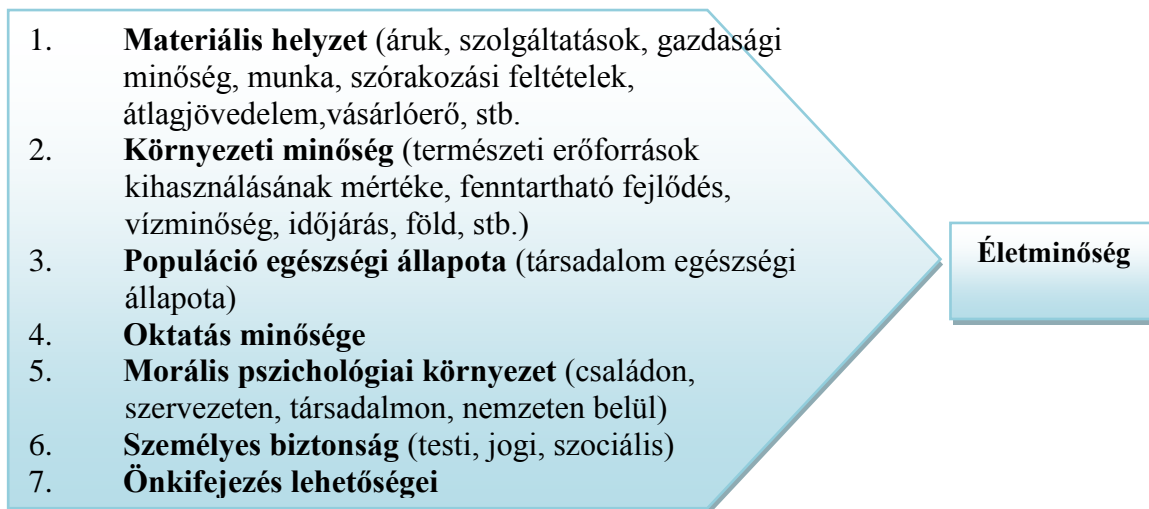 1. Materiális helyzet (áruk, szolgáltatások, gazdasági
minőség, munka, szórakozási feltételek,
átlagjövedelem,vásárlóerő, stb.
2. Környezeti minőség (természeti erőforrások
kihasználásának mértéke, fenntartható fejlődés,
vízminőség, időjárás, föld, stb.)
3. Populáció egészségi állapota (társadalom egészségi
állapota)
4. Oktatás minősége
5. Morális pszichológiai környezet (családon,
szervezeten, társadalmon, nemzeten belül)
6. Személyes biztonság (testi, jogi, szociális)
7. Önkifejezés lehetőségei
Életminőség